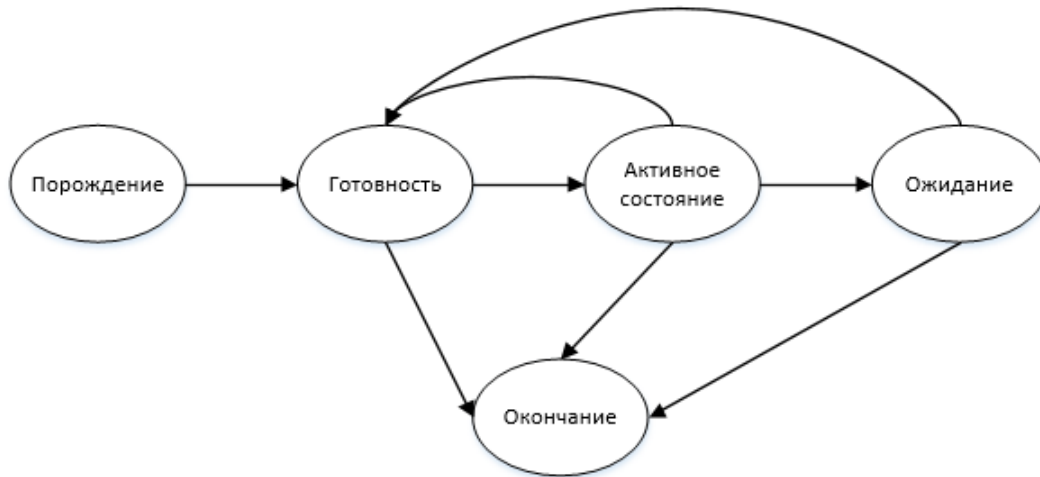 Порождение
Готовность
Активное
состояние
Ожидание
Окончание